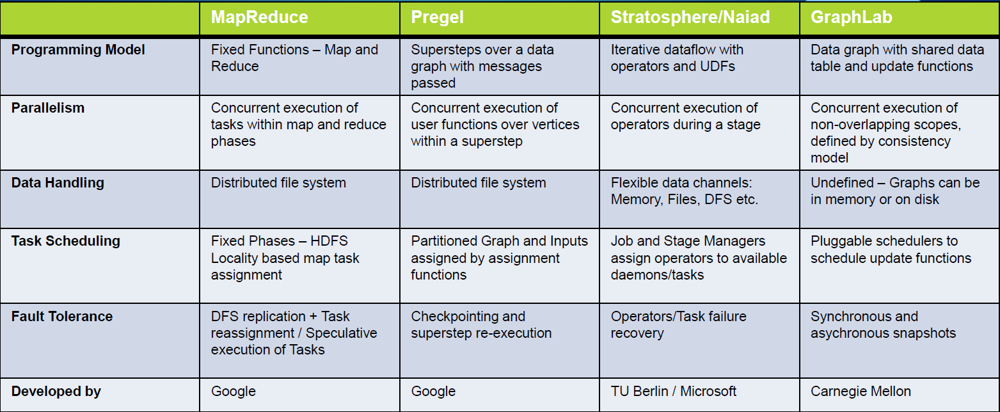 MapReduce
Pregel
Stratosphere/Naiad
GraphLab
Programming Model
Fixed Functions – Map and
Reduce
Supersteps over a data
graph with messages
passed
Iterative dataflow with
operators and UDFs
Data graph with shared data
table and update functions
Parallelism
Concurrent execution of
tasks within map and reduce
phases
Concurrent execution of
user functions over vertices
within a superstep
Concurrent execution of
operators during a stage
Concurrent execution of
non-overlapping scopes,
defined by consistency
model
Data Handling
Distributed file system
Distributed file system
Flexible data channels:
Memory, Files, DFS etc.
Undefined – Graphs can be
in memory or on disk
Task Scheduling
Fixed Phases – HDFS
Locality based map task
assignment
Partitioned Graph and Inputs
assigned by assignment
functions
Job and Stage Managers
assign operators to available
daemons/tasks
Pluggable schedulers to
schedule update functions
Fault Tolerance
DFS replication + Task
reassignment / Speculative
execution of Tasks
Checkpointing and
superstep re-execution
Operators/Task failure
recovery
Synchronous and
asychronous snapshots
Developed by
Google
Google
TU Berlin / Microsoft
Carnegie Mellon